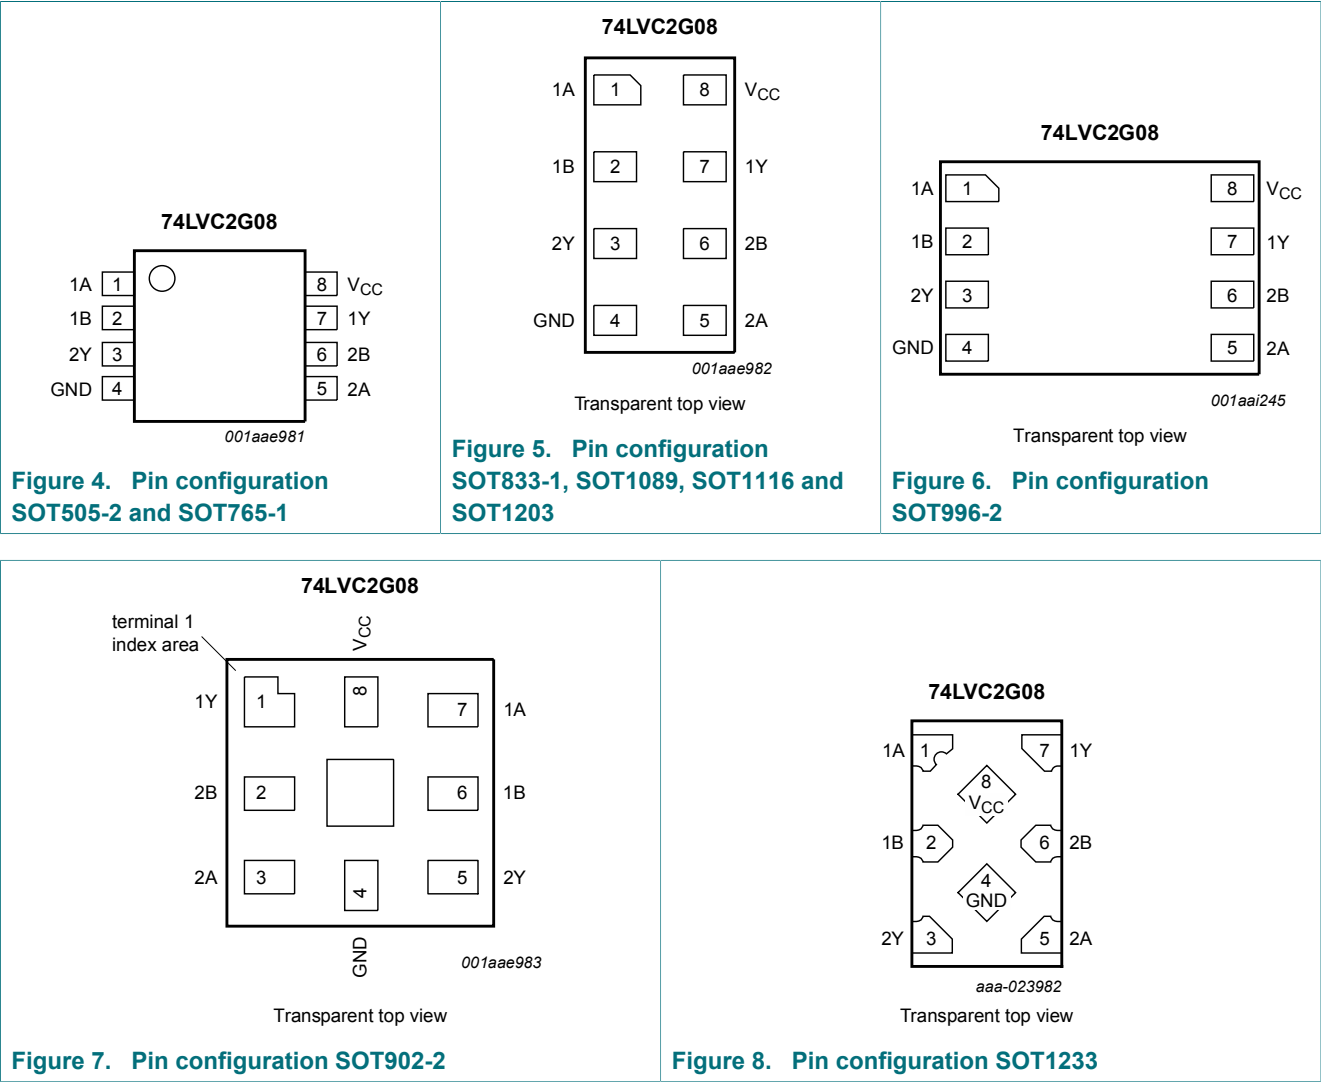 74LVC2G08
1A 1 8 VCC
1B 2 7 1Y
2Y 3 6 2B
GND 4 5 2A
001aae981
Figure 4. Pin configuration
SOT505-2 and SOT765-1
74LVC2G08
1A 1 8 VCC
1B 2 7 1Y
2Y 3 6 2B
GND 4 5 2A
001aae982
Transparent top view
Figure 5. Pin configuration
SOT833-1, SOT1089, SOT1116 and
SOT1203
74LVC2G08
1A 1 8 VCC
1B 2 7 1Y
2Y 3 6 2B
GND 4 5 2A
001aai245
Transparent top view
Figure 6. Pin configuration
SOT996-2
74LVC2G08
terminal 1
index area
VCC
1Y 1 8 7 1A
2B 2 6 1B
2A 3 4 5 2Y
GND
001aae983
Transparent top view
Figure 7. Pin configuration SOT902-2
74LVC2G08
1A 1 7 1Y
8
VCC
1B 2 6 2B
4
GND
2Y 3 5 2A
aaa-023982
Transparent top view
Figure 8. Pin configuration SOT1233